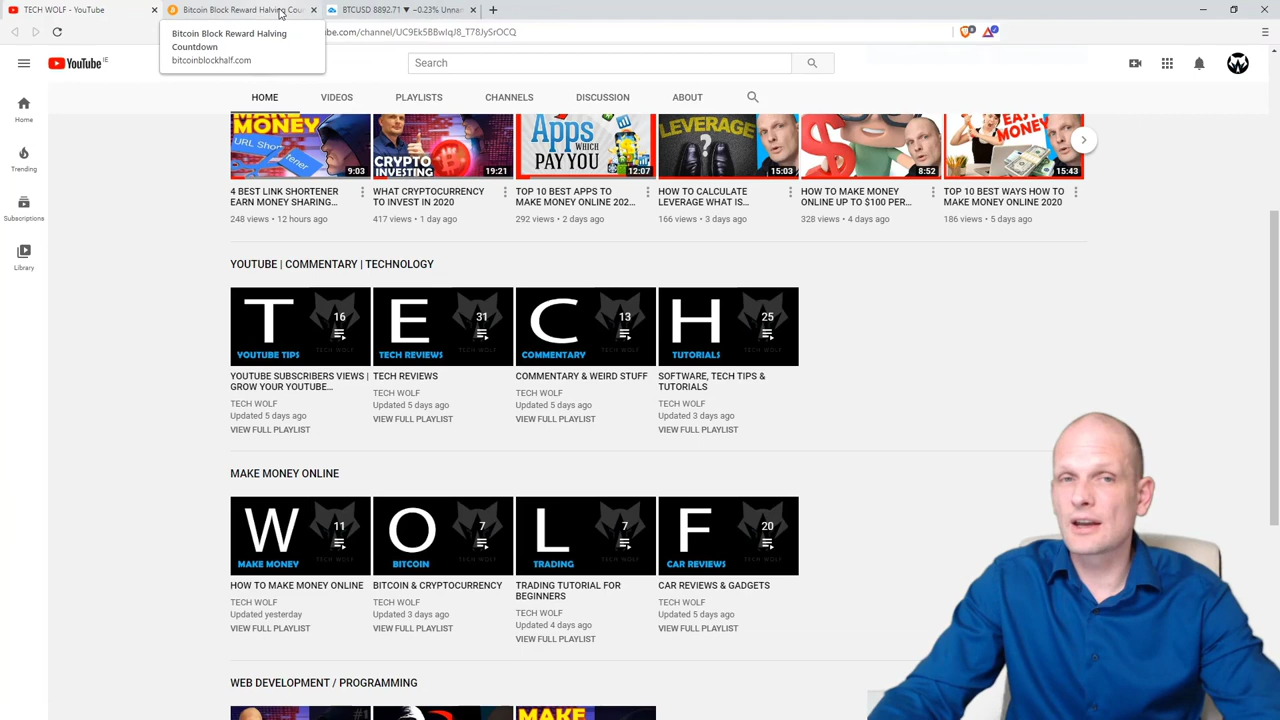 TECH WOLF - YouTube
Bitcoin Block Reward Halving Coun
BTCUSD 8892.71 ▼ −0.23% Unnar
Bitcoin Block Reward Halving
Countdown
bitcoinblockhalf.com
be.com/channel/UC9Ek5BBwIqJ8_T78JySrOCQ
YouTube IE
Search
HOME
VIDEOS
PLAYLISTS
CHANNELS
DISCUSSION
ABOUT
Home
Trending
Subscriptions
Library
MONEY
URL Shortener
9:03
CRYPTO
INVESTING
19:21
Apps
WHICH
PAY YOU
12:07
LEVERAGE
?
15:03
8:52
EASY
MONEY
15:43
4 BEST LINK SHORTENER
EARN MONEY SHARING...
248 views • 12 hours ago
WHAT CRYPTOCURRENCY
TO INVEST IN 2020
417 views • 1 day ago
TOP 10 BEST APPS TO
MAKE MONEY ONLINE 202...
292 views • 2 days ago
HOW TO CALCULATE
LEVERAGE WHAT IS...
166 views • 3 days ago
HOW TO MAKE MONEY
ONLINE UP TO $100 PER...
328 views • 4 days ago
TOP 10 BEST WAYS HOW TO
MAKE MONEY ONLINE 2020
186 views • 5 days ago
YOUTUBE | COMMENTARY | TECHNOLOGY
T
16
YOUTUBE TIPS
E
31
TECH REVIEWS
C
13
COMMENTARY
H
25
TUTORIALS
YOUTUBE SUBSCRIBERS VIEWS |
GROW YOUR YOUTUBE...
TECH WOLF
Updated 5 days ago
VIEW FULL PLAYLIST
TECH REVIEWS
TECH WOLF
Updated 5 days ago
VIEW FULL PLAYLIST
COMMENTARY & WEIRD STUFF
TECH WOLF
Updated 5 days ago
VIEW FULL PLAYLIST
SOFTWARE, TECH TIPS &
TUTORIALS
TECH WOLF
Updated 3 days ago
VIEW FULL PLAYLIST
MAKE MONEY ONLINE
W
11
MAKE MONEY
O
7
BITCOIN
L
7
TRADING
F
20
CAR REVIEWS
HOW TO MAKE MONEY ONLINE
TECH WOLF
Updated yesterday
VIEW FULL PLAYLIST
BITCOIN & CRYPTOCURRENCY
TECH WOLF
Updated 3 days ago
VIEW FULL PLAYLIST
TRADING TUTORIAL FOR
BEGINNERS
TECH WOLF
Updated 4 days ago
VIEW FULL PLAYLIST
CAR REVIEWS & GADGETS
TECH WOLF
Updated 5 days ago
VIEW FULL PLAYLIST
WEB DEVELOPMENT / PROGRAMMING